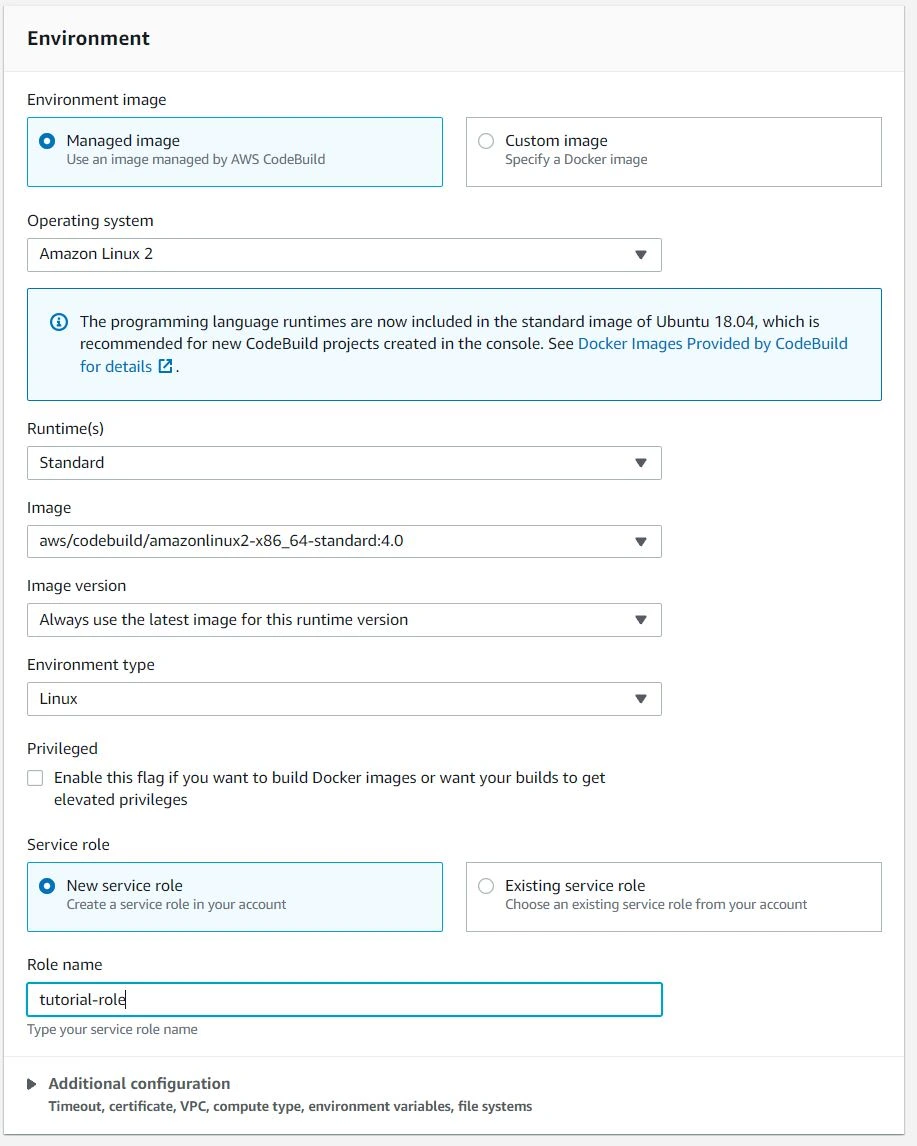 Environment
Environment image
Managed image
Use an image managed by AWS CodeBuild
Custom image
Specify a Docker image
Operating system
Amazon Linux 2
The programming language runtimes are now included in the standard image of Ubuntu 18.04, which is
recommended for new CodeBuild projects created in the console. See Docker Images Provided by CodeBuild
for details .
Runtime(s)
Standard
Image
aws/codebuild/amazonlinux2-x86_64-standard:4.0
Image version
Always use the latest image for this runtime version
Environment type
Linux
Privileged
Enable this flag if you want to build Docker images or want your builds to get
elevated privileges
Service role
New service role
Create a service role in your account
Existing service role
Choose an existing service role from your account
Role name
tutorial-role
Type your service role name
Additional configuration
Timeout, certificate, VPC, compute type, environment variables, file systems